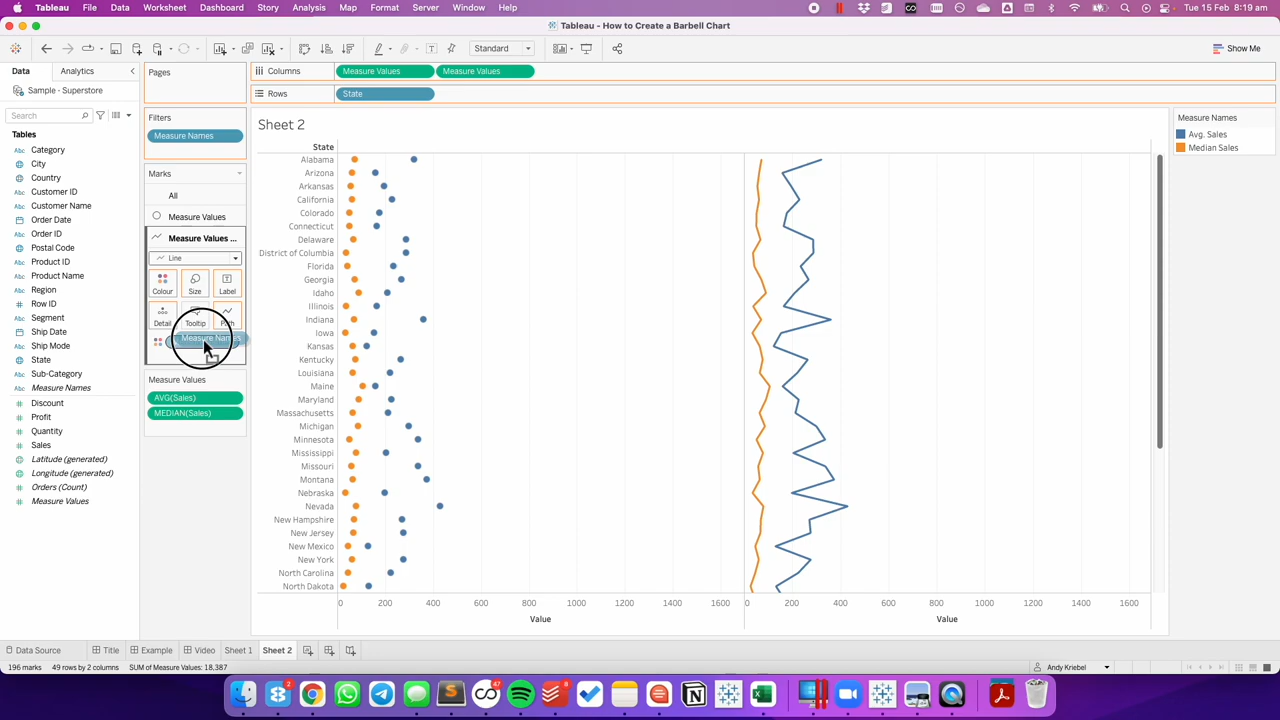 Tableau File Data Worksheet Dashboard Story Analysis Map Format Server Window Help Tue 15 Feb 8:19 am
Tableau - How to Create a Barbell Chart
Standard Show Me
Data Analytics Pages Columns Measure Values Measure Values
Sample - Superstore Rows State
Search Filters Measure Names
Tables
Category
City
Country
Customer ID
Customer Name
Order Date
Order ID
Postal Code
Product ID
Product Name
Region
Row ID
Segment
Ship Date
Ship Mode
State
Sub-Category
Measure Names
Discount
Profit
Quantity
Sales
Latitude (generated)
Longitude (generated)
Orders (Count)
Measure Values
Marks
All
Measure Values
Measure Values ...
Line
Colour Size Label
Detail Tooltip Path
Measure Names
Measure Values
AVG(Sales)
MEDIAN(Sales)
Sheet 2
State
Alabama
Arizona
Arkansas
California
Colorado
Connecticut
Delaware
District of Columbia
Florida
Georgia
Idaho
Illinois
Indiana
Iowa
Kansas
Kentucky
Louisiana
Maine
Maryland
Massachusetts
Michigan
Minnesota
Mississippi
Missouri
Montana
Nebraska
Nevada
New Hampshire
New Jersey
New Mexico
New York
North Carolina
North Dakota
0 200 400 600 800 1000 1200 1400 1600 0 200 400 600 800 1000 1200 1400 1600
Value Value
Measure Names
Avg. Sales
Median Sales
Data Source Title Example Video Sheet 1 Sheet 2
196 marks 49 rows by 2 columns SUM of Measure Values: 18,387 Andy Kriebel